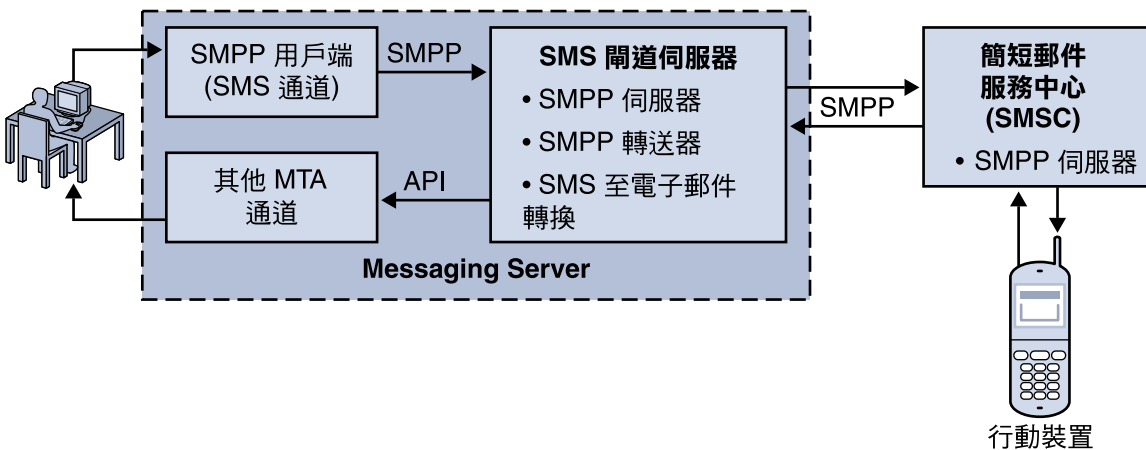 SMPP 用戶端
(SMS 通道)
SMPP
SMS 閘道伺服器
• SMPP 伺服器
• SMPP 轉送器
• SMS 至電子郵件
轉換
其他 MTA
通道
API
Messaging Server
SMPP
簡短郵件
服務中心
(SMSC)
• SMPP 伺服器
行動裝置